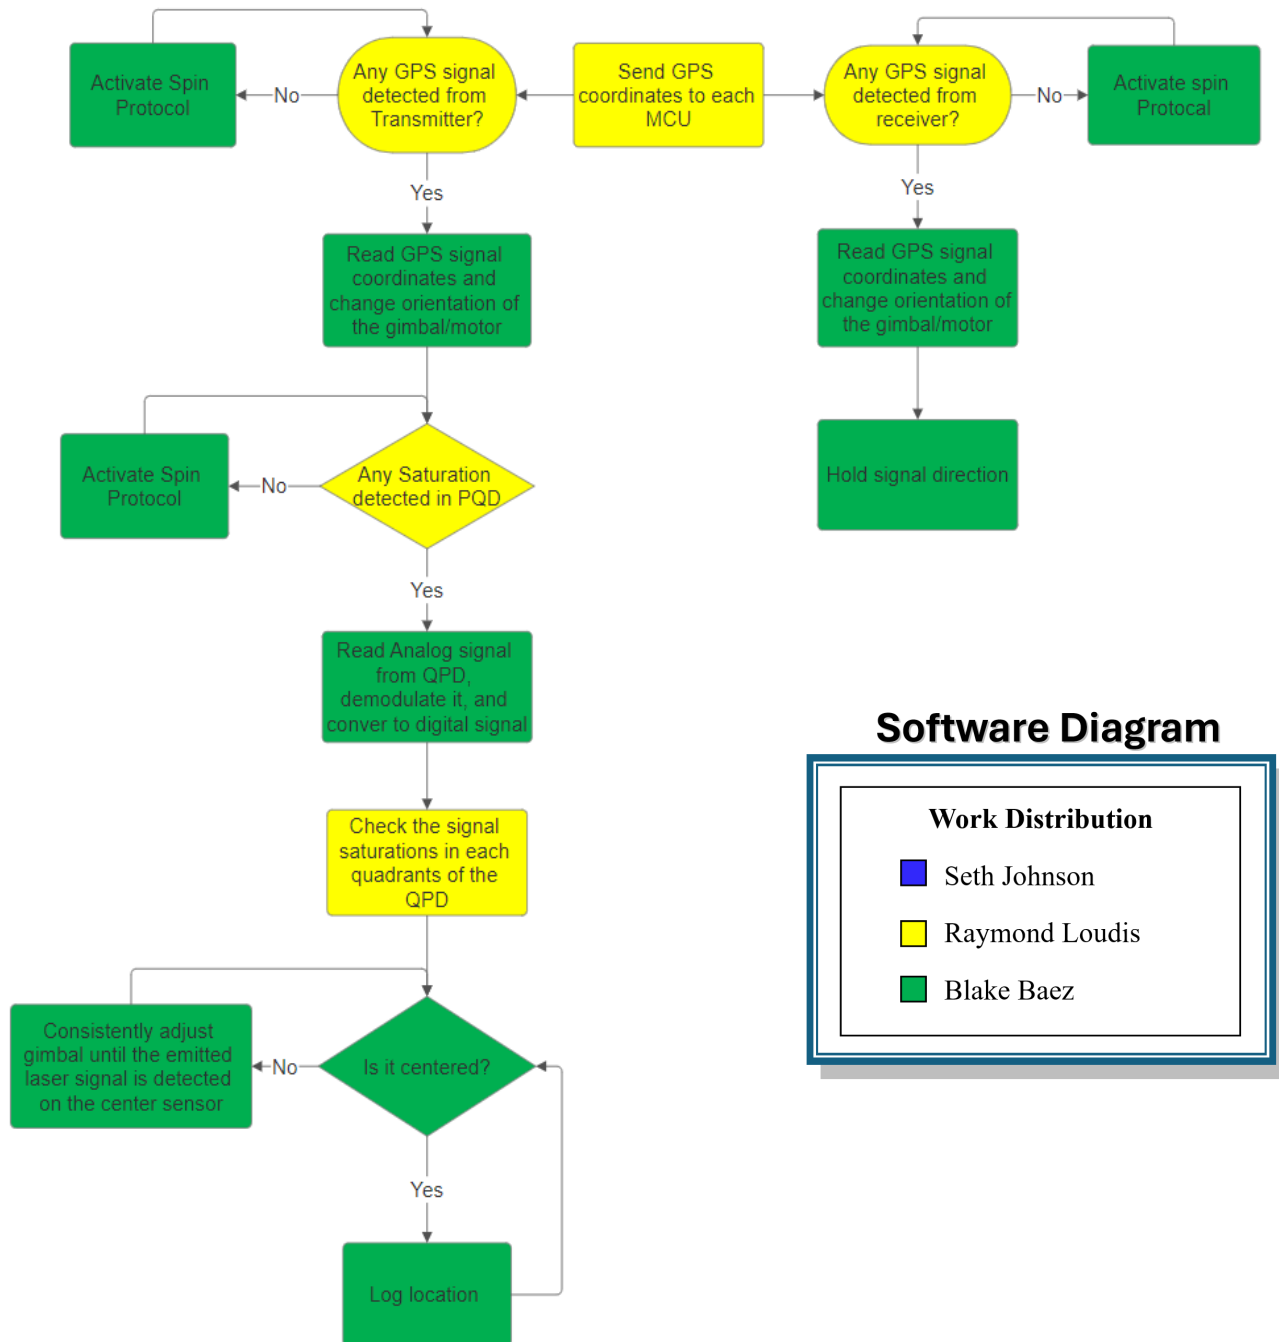 Activate Spin
Protocol
No
Any GPS signal
detected from
Transmitter?
Send GPS
coordinates to each
MCU
Any GPS signal
detected from
receiver?
No
Activate spin
Protocal
Yes
Yes
Read GPS signal
coordinates and
change orientation of
the gimbal/motor
Read GPS signal
coordinates and
change orientation of
the gimbal/motor
Activate Spin
Protocol
No
Any Saturation
detected in PQD
Hold signal direction
Yes
Read Analog signal
from QPD,
demodulate it, and
conver to digital signal
Check the signal
saturations in each
quadrants of the
QPD
Consistently adjust
gimbal until the emitted
laser signal is detected
on the center sensor
No
Is it centered?
Yes
Log location
Software Diagram
Work Distribution
Seth Johnson
Raymond Loudis
Blake Baez